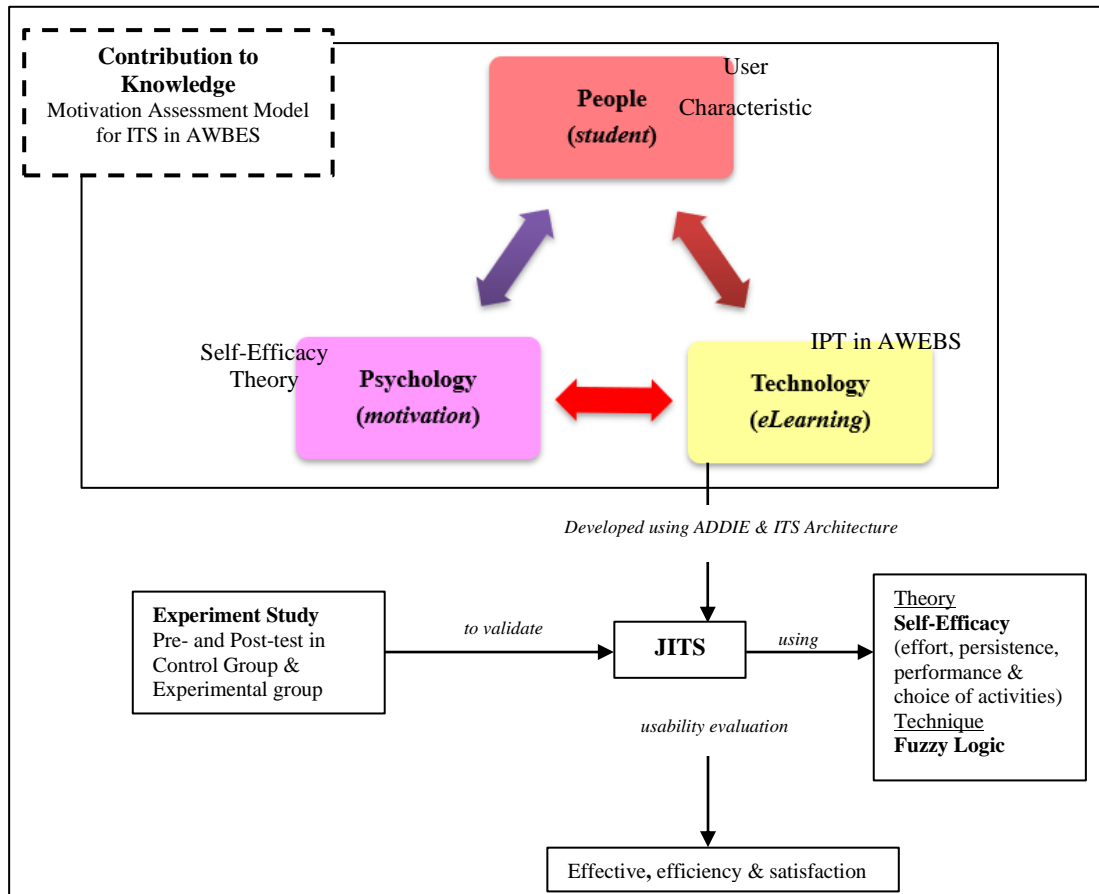 Contribution to
Knowledge
Motivation Assessment Model
for ITS in AWBES
User
Characteristic
People
(student)
Self-Efficacy
Theory
Psychology
(motivation)
IPT in AWEBS
Technology
(eLearning)
Developed using ADDIE & ITS Architecture
Experiment Study
Pre- and Post-test in
Control Group &
Experimental group
to validate
JITS
using
Theory
Self-Efficacy
(effort, persistence,
performance &
choice of activities)
Technique
Fuzzy Logic
usability evaluation
Effective, efficiency & satisfaction